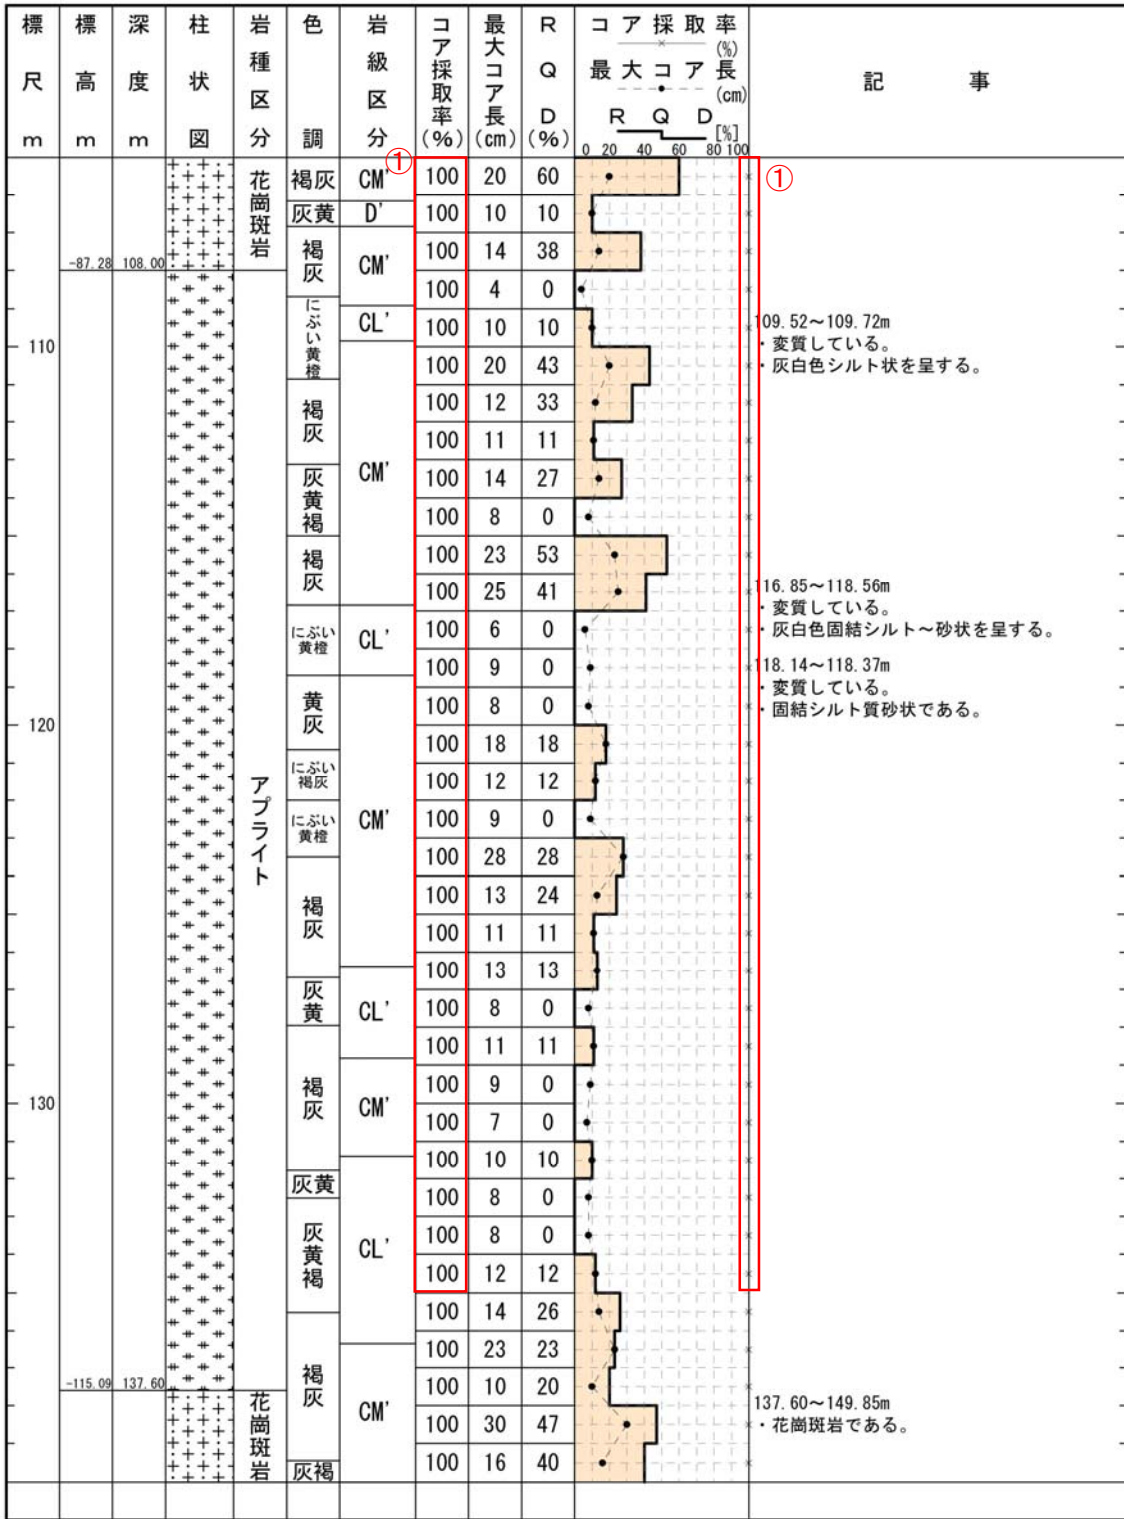 標尺m
標高m
深度m
柱状図
岩種区分
色調
岩級区分
コア採取率(%)
最大コア長(cm)
RQD(%)
コア採取率
(%)
最大コア長
(cm)
RQD
[%]
0 20 40 60 80 100
記事
①
①
花崗斑岩
褐灰
CM'
100 20 60
灰黄
D'
100 10 10
褐灰
CM'
100 14 38
-87.28 108.00
100 4 0
にぶい黄橙
CL'
100 10 10
109.52～109.72m
・変質している。
・灰白色シルト状を呈する。
110
100 20 43
褐灰
100 12 33
100 11 11
CM'
灰黄褐
100 14 27
100 8 0
褐灰
100 23 53
100 25 41
116.85～118.56m
・変質している。
・灰白色固結シルト～砂状を呈する。
にぶい
黄橙
CL'
100 6 0
100 9 0
118.14～118.37m
・変質している。
・固結シルト質砂状である。
黄灰
100 8 0
120
100 18 18
にぶい
褐灰
100 12 12
アプライト
にぶい
黄橙
CM'
100 9 0
100 28 28
褐灰
100 13 24
100 11 11
100 13 13
灰黄
CL'
100 8 0
100 11 11
褐灰
CM'
100 9 0
130
100 7 0
100 10 10
灰黄
100 8 0
灰黄褐
CL'
100 8 0
100 12 12
100 14 26
100 23 23
褐灰
-115.09 137.60
100 10 20
137.60～149.85m
・花崗斑岩である。
花崗斑岩
CM'
100 30 47
灰褐
100 16 40